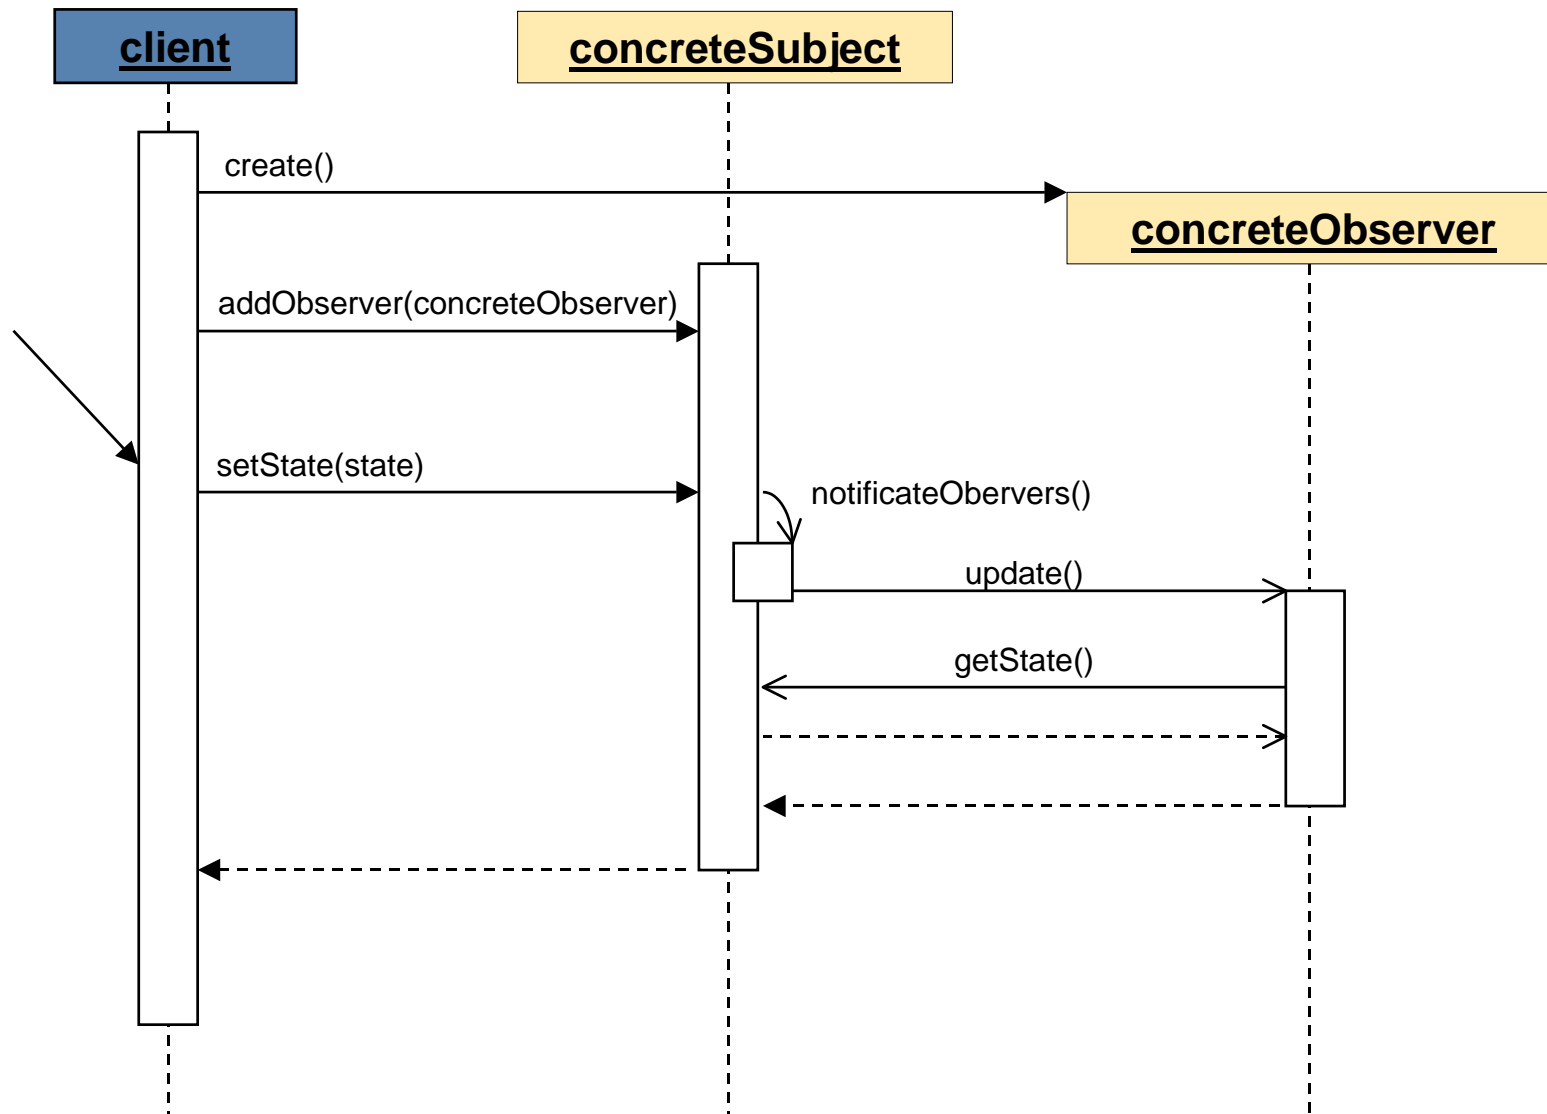 client
concreteSubject
create()
concreteObserver
addObserver(concreteObserver)
setState(state)
notificateObervers()
update()
getState()